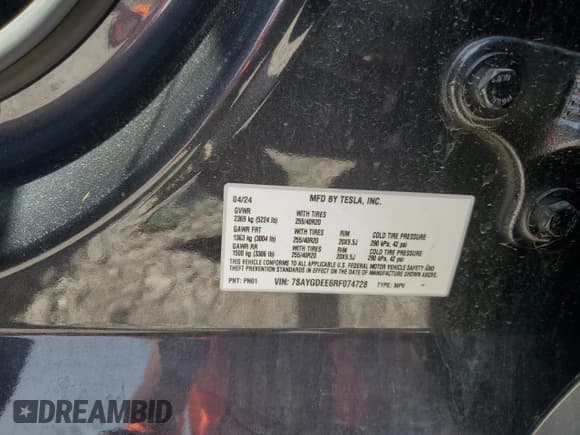 04/24 MFD BY TESLA, INC.
GVWR WITH TIRES
2369 kg (5224 lb) 255/40R20
GAWR FRT WITH TIRES RIM COLD TIRE PRESSURE
1363 kg (3004 lb) 255/40R20 20X9.5J 290 kPa, 42 psi
GAWR RR WITH TIRES RIM COLD TIRE PRESSURE
1500 kg (3306 lb) 255/40R20 20X9.5J 290 kPa, 42 psi
THIS VEHICLE CONFORMS TO ALL APPLICABLE U.S. FEDERAL MOTOR VEHICLE SAFETY AND
THEFT PREVENTION STANDARDS IN EFFECT ON THE DATE OF MANUFACTURE SHOWN ABOVE.
PNT: PN01 VIN: 7SAYGDEE6RF074728 TYPE: MPV
DREAMBID